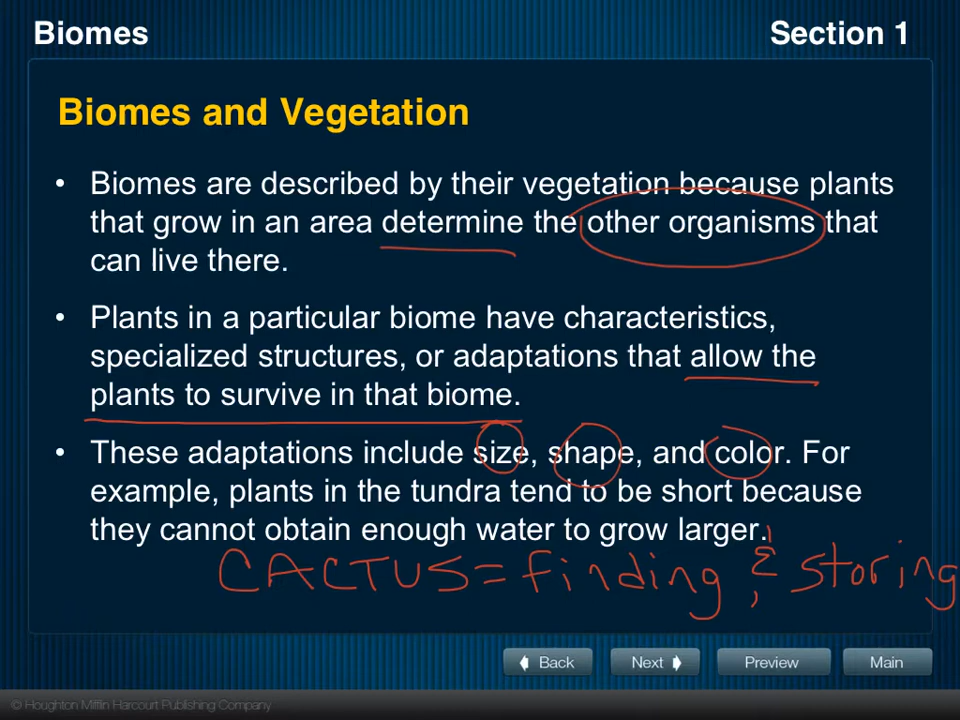 Biomes
Section 1
Biomes and Vegetation
• Biomes are described by their vegetation because plants
that grow in an area determine the other organisms that
can live there.
• Plants in a particular biome have characteristics,
specialized structures, or adaptations that allow the
plants to survive in that biome.
• These adaptations include size, shape, and color. For
example, plants in the tundra tend to be short because
they cannot obtain enough water to grow larger.
CACTUS = finding & storing
Back Next Preview Main
© Houghton Mifflin Harcourt Publishing Company